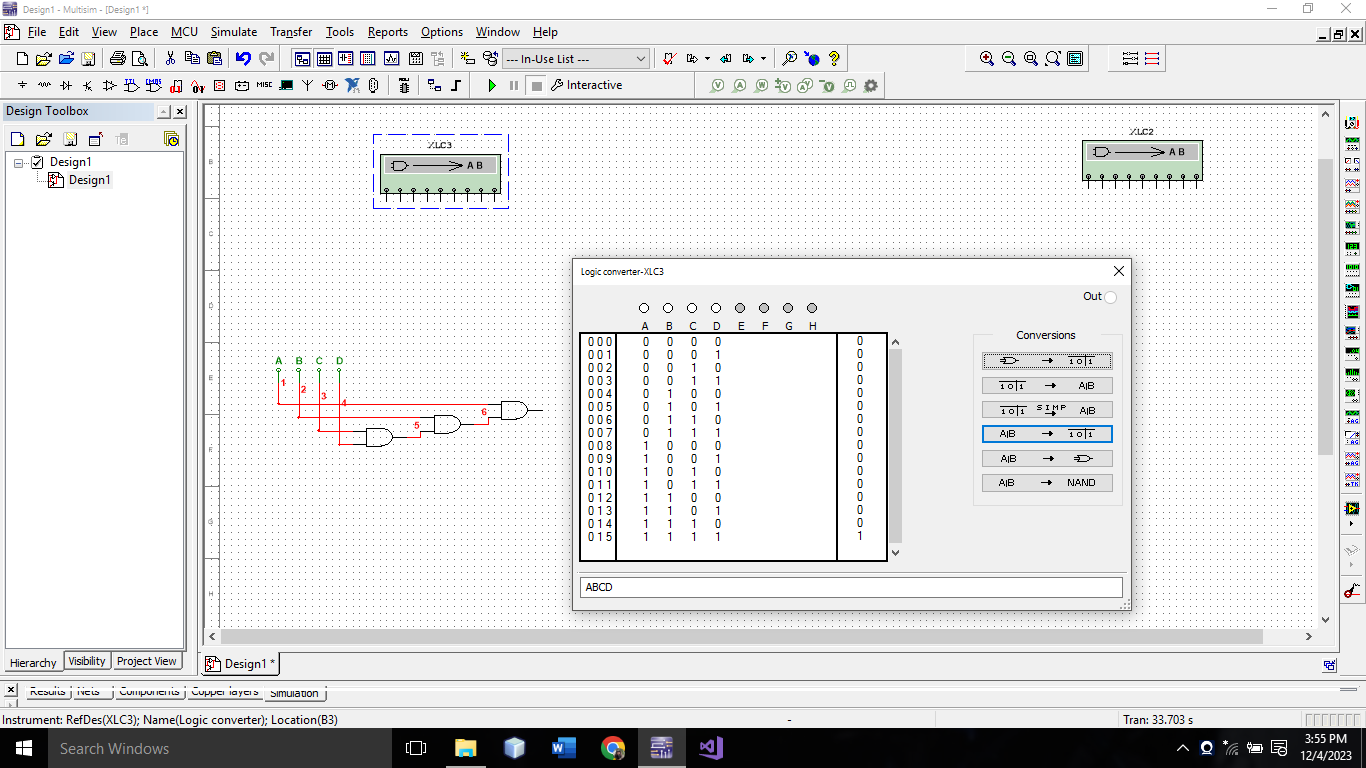 Design1 - Multisim - [Design1 *]
File Edit View Place MCU Simulate Transfer Tools Reports Options Window Help
--- In-Use List ---
MISC
Interactive
Design Toolbox
Design1
Design1
Hierarchy Visibility Project View
XLC3
A B
XLC2
A B
A B C D
1
2
3
4
5
6
Logic converter-XLC3
Out
A B C D E F G H
000 0 0 0 0 0
001 0 0 0 1 0
002 0 0 1 0 0
003 0 0 1 1 0
004 0 1 0 0 0
005 0 1 0 1 0
006 0 1 1 0 0
007 0 1 1 1 0
008 1 0 0 0 0
009 1 0 0 1 0
010 1 0 1 0 0
011 1 0 1 1 0
012 1 1 0 0 0
013 1 1 0 1 0
014 1 1 1 0 0
015 1 1 1 1 1
Conversions
→ 1 0 | 1
1 0 | 1 → A|B
1 0 | 1 SIMP → A|B
A|B → 1 0 | 1
A|B →
A|B → NAND
ABCD
Design1 *
Results Nets Components Copper layers Simulation
Instrument: RefDes(XLC3); Name(Logic converter); Location(B3)
-
Tran: 33.703 s
Search Windows
3:55 PM
12/4/2023